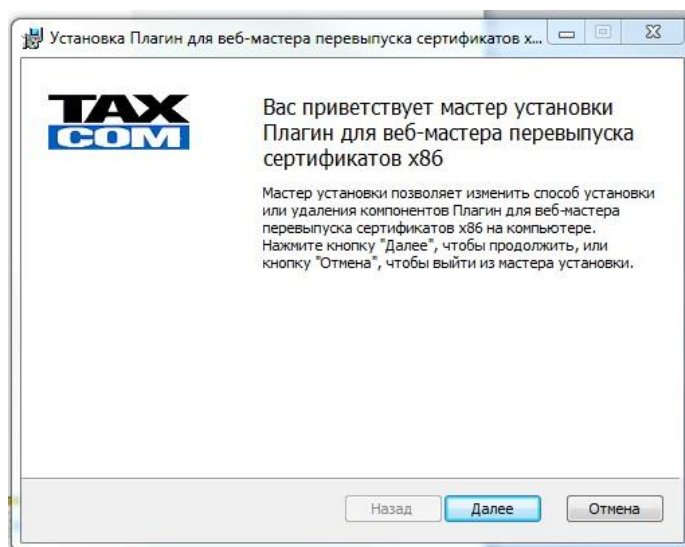 Установка Плагин для веб-мастера перевыпуска сертификатов x...
TAXCOM
Вас приветствует мастер установки
Плагин для веб-мастера перевыпуска
сертификатов x86
Мастер установки позволяет изменить способ установки
или удаления компонентов Плагин для веб-мастера
перевыпуска сертификатов x86 на компьютере.
Нажмите кнопку "Далее", чтобы продолжить, или
кнопку "Отмена", чтобы выйти из мастера установки.
Назад Далее Отмена